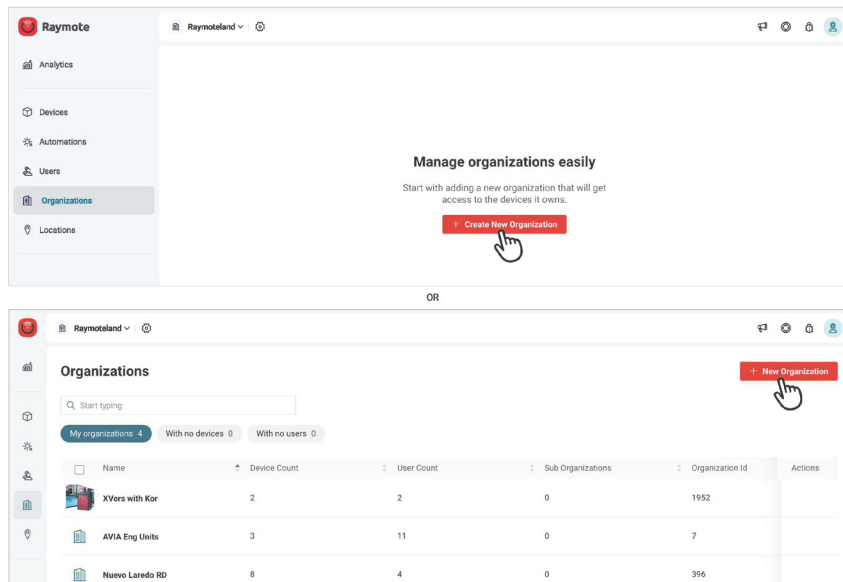 Raymote
Raymoteland
Analytics
Devices
Automations
Users
Organizations
Locations
Manage organizations easily
Start with adding a new organization that will get
access to the devices it owns.
+ Create New Organization
OR
Raymoteland
Organizations
+ New Organization
Start typing
My organizations 4 With no devices 0 With no users 0
Name Device Count User Count Sub Organizations Organization Id Actions
XVers with Kor 2 2 0 1952
AVIA Eng Units 3 11 0 7
Nuevo Laredo RD 8 4 0 396